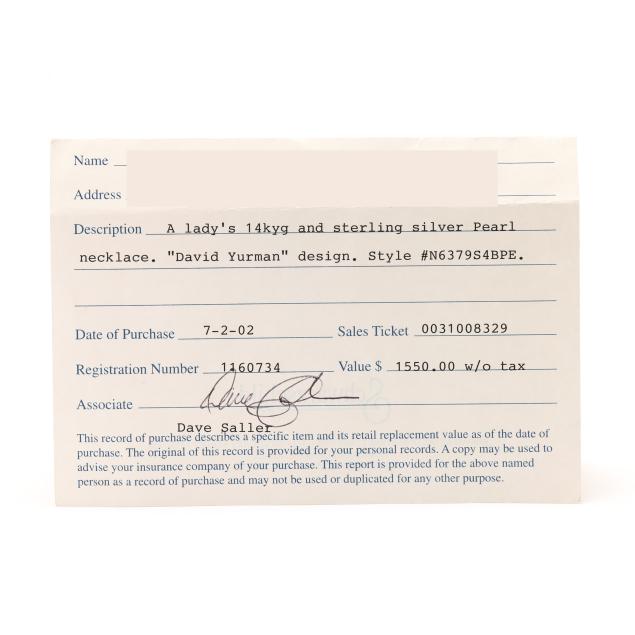 Name
Address
Description A lady's 14kyg and sterling silver Pearl
necklace. "David Yurman" design. Style #N6379S4BPE.
Date of Purchase 7-2-02 Sales Ticket 0031008329
Registration Number 1160734 Value $ 1550.00 w/o tax
Associate
Dave Saller
This record of purchase describes a specific item and its retail replacement value as of the date of
purchase. The original of this record is provided for your personal records. A copy may be used to
advise your insurance company of your purchase. This report is provided for the above named
person as a record of purchase and may not be used or duplicated for any other purpose.